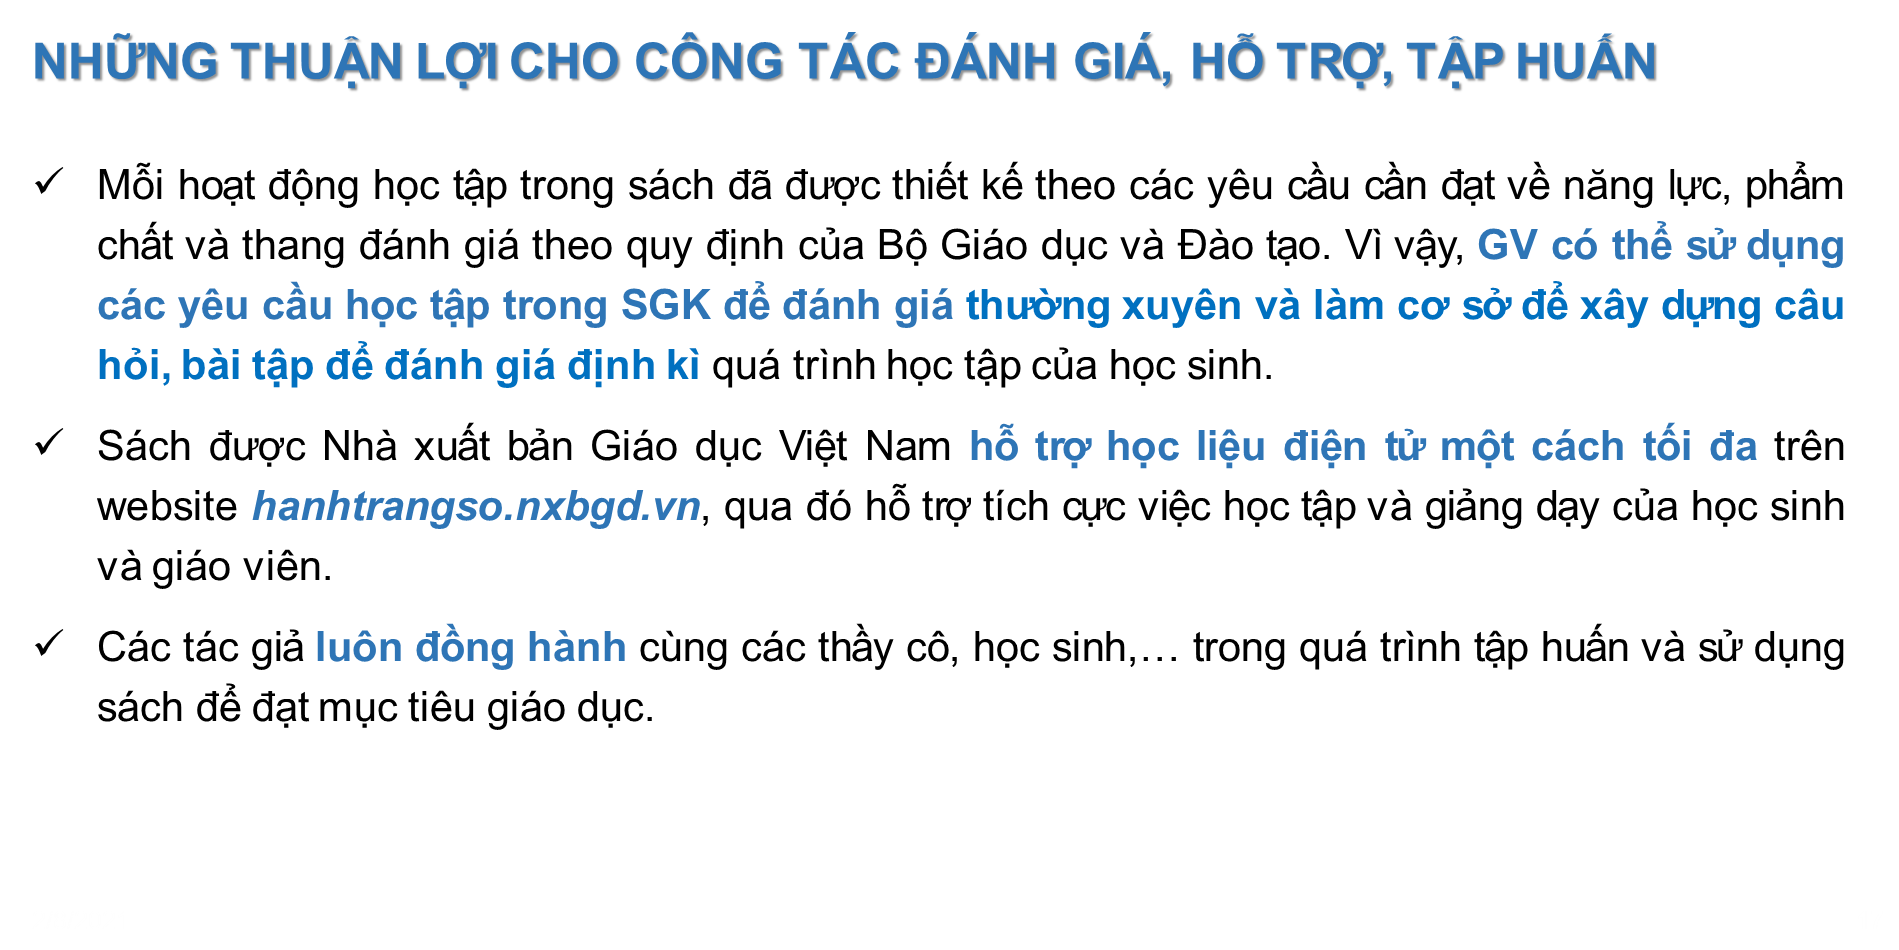 NHỮNG THUẬN LỢI CHO CÔNG TÁC ĐÁNH GIÁ, HỖ TRỢ, TẬP HUẤN
✓ Mỗi hoạt động học tập trong sách đã được thiết kế theo các yêu cầu cần đạt về năng lực, phẩm
chất và thang đánh giá theo quy định của Bộ Giáo dục và Đào tạo. Vì vậy, GV có thể sử dụng
các yêu cầu học tập trong SGK để đánh giá thường xuyên và làm cơ sở để xây dựng câu
hỏi, bài tập để đánh giá định kì quá trình học tập của học sinh.
✓ Sách được Nhà xuất bản Giáo dục Việt Nam hỗ trợ học liệu điện tử một cách tối đa trên
website hanhtrangso.nxbgd.vn, qua đó hỗ trợ tích cực việc học tập và giảng dạy của học sinh
và giáo viên.
✓ Các tác giả luôn đồng hành cùng các thầy cô, học sinh,… trong quá trình tập huấn và sử dụng
sách để đạt mục tiêu giáo dục.